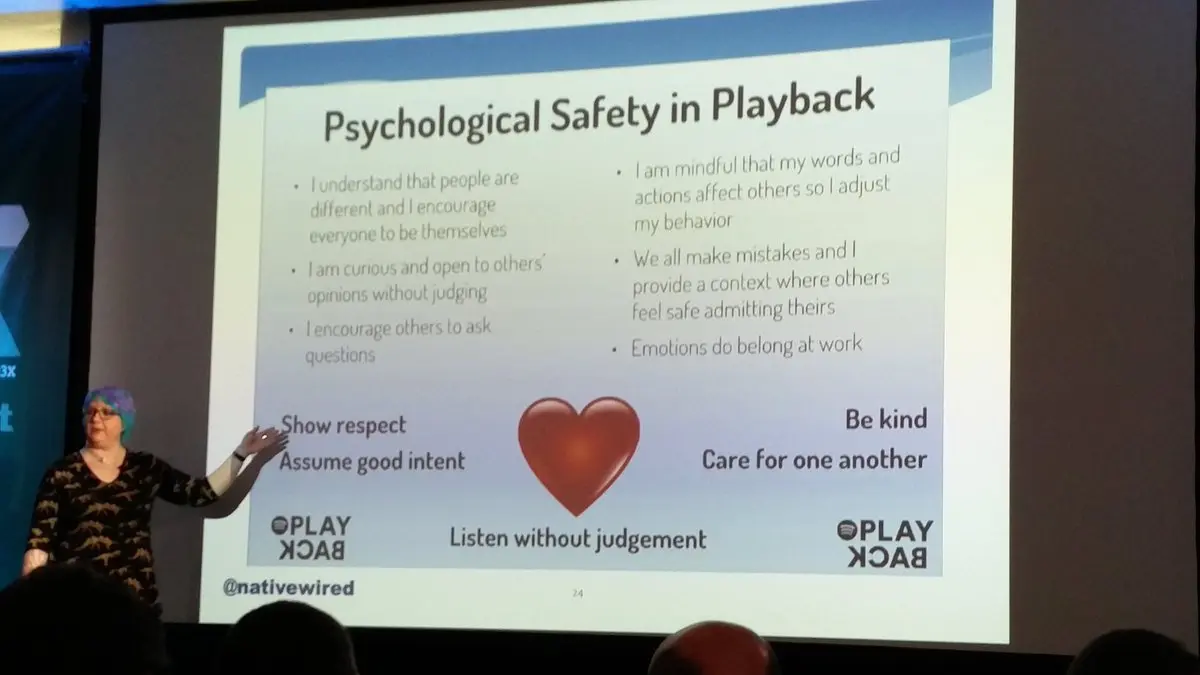 Psychological Safety in Playback
• I understand that people are
different and I encourage
everyone to be themselves
• I am curious and open to others'
opinions without judging
• I encourage others to ask
questions
• I am mindful that my words and
actions affect others so I adjust
my behavior
• We all make mistakes and I
provide a context where others
feel safe admitting theirs
• Emotions do belong at work
Show respect
Assume good intent
Be kind
Care for one another
Listen without judgement
PLAY
BACK
PLAY
BACK
@nativewired
24
3X
t